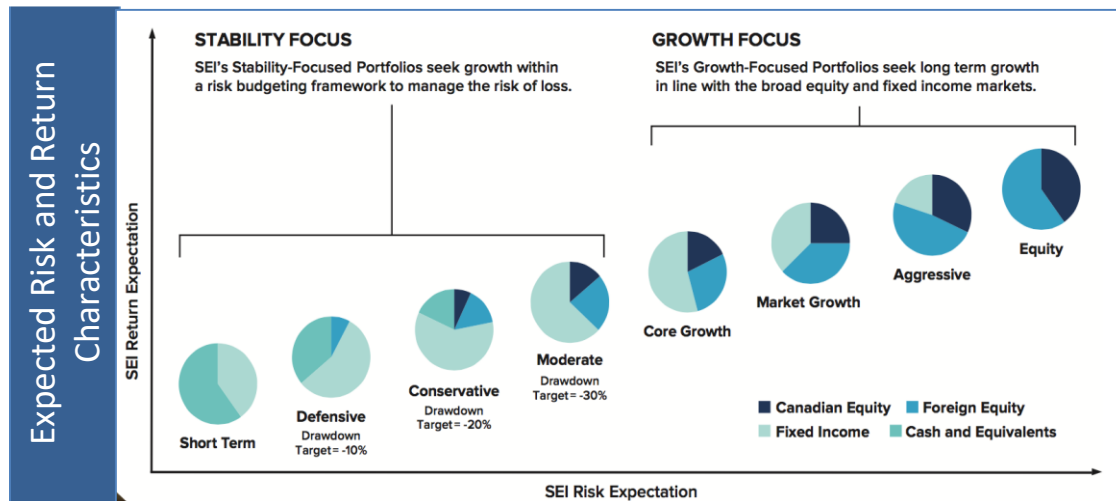 Expected Risk and Return
Characteristics
STABILITY FOCUS
SEI's Stability-Focused Portfolios seek growth within
a risk budgeting framework to manage the risk of loss.
GROWTH FOCUS
SEI's Growth-Focused Portfolios seek long term growth
in line with the broad equity and fixed income markets.
SEI Return Expectation
Short Term
Defensive
Drawdown
Target= -10%
Conservative
Drawdown
Target= -20%
Moderate
Drawdown
Target= -30%
Core Growth
Market Growth
Aggressive
Equity
Canadian Equity
Foreign Equity
Fixed Income
Cash and Equivalents
SEI Risk Expectation